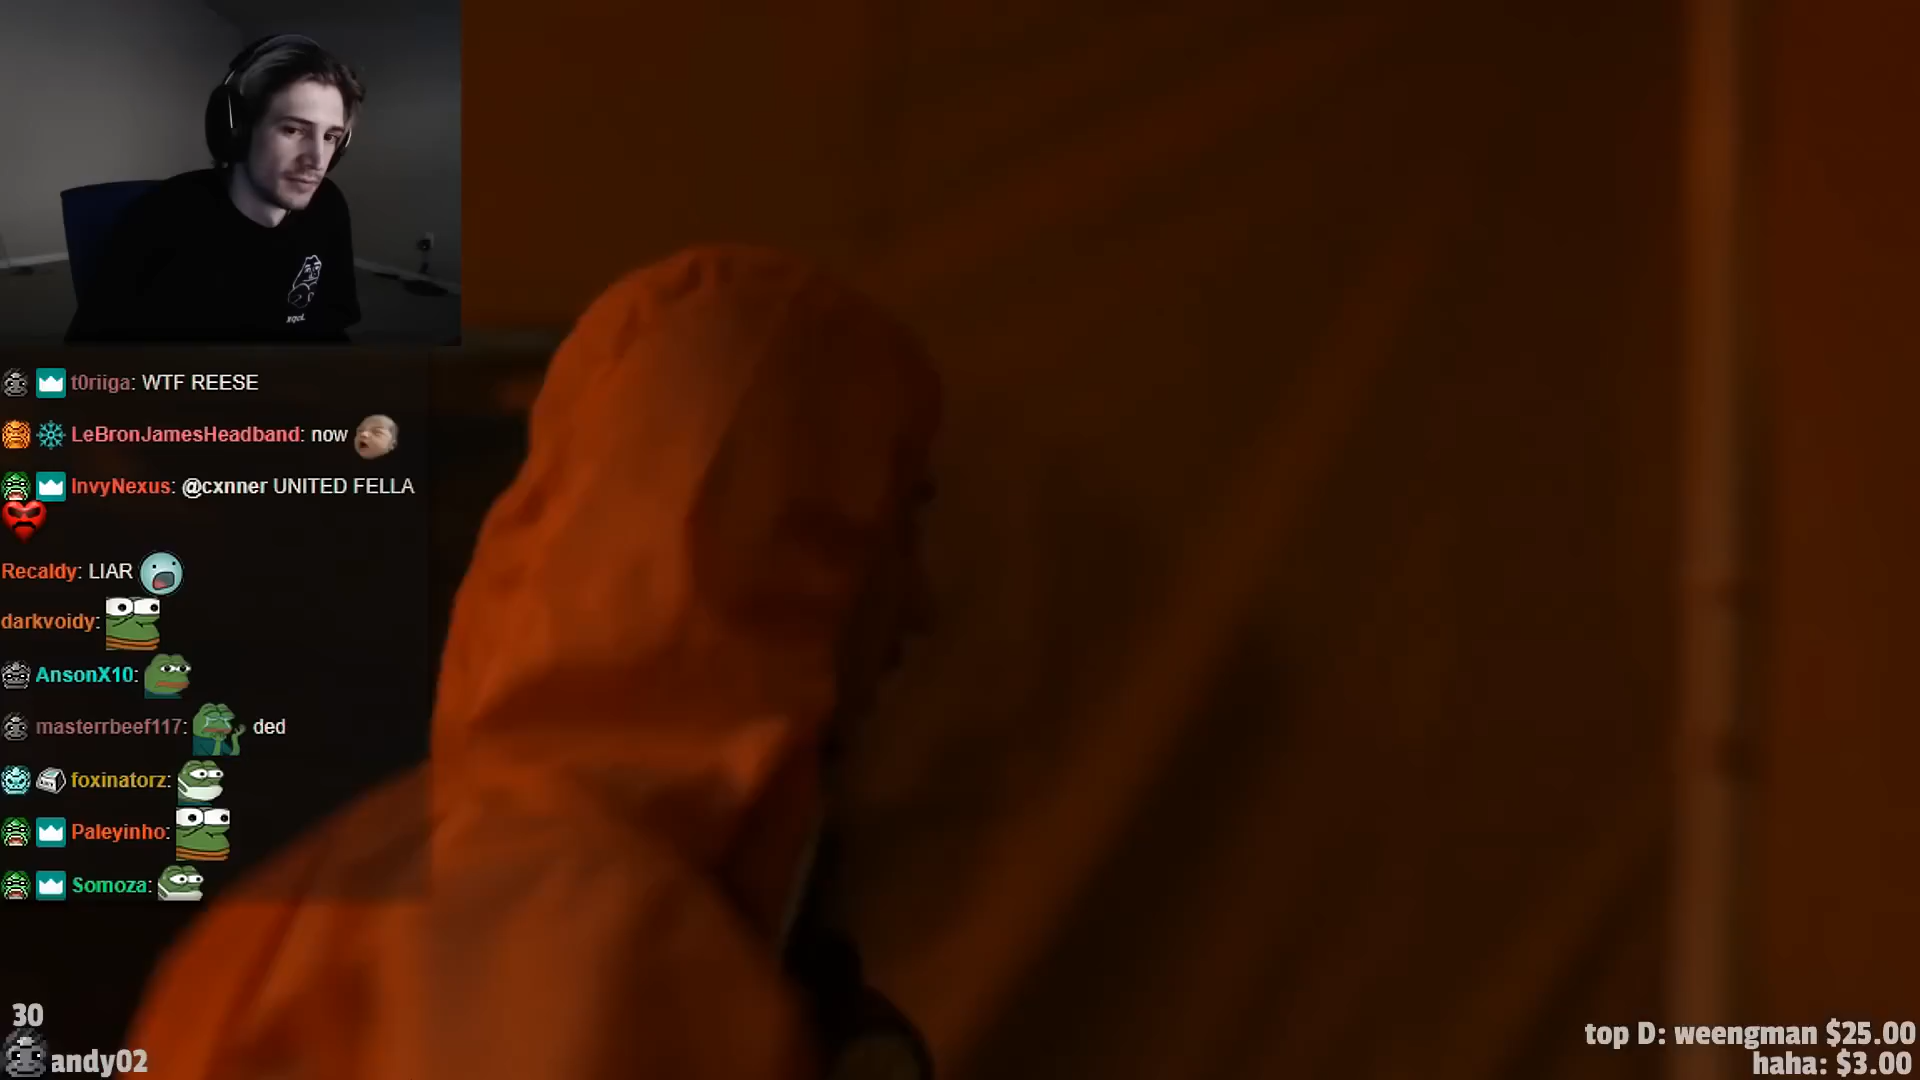 xQcL
t0riiga: WTF REESE
LeBronJamesHeadband: now
InvyNexus: @cxnner UNITED FELLA
Recaldy: LIAR
darkvoidy:
AnsonX10:
masterrbeef117: ded
foxinatorz:
Paleyinho:
Somoza:
30
andy02
top D: weengman $25.00
haha: $3.00